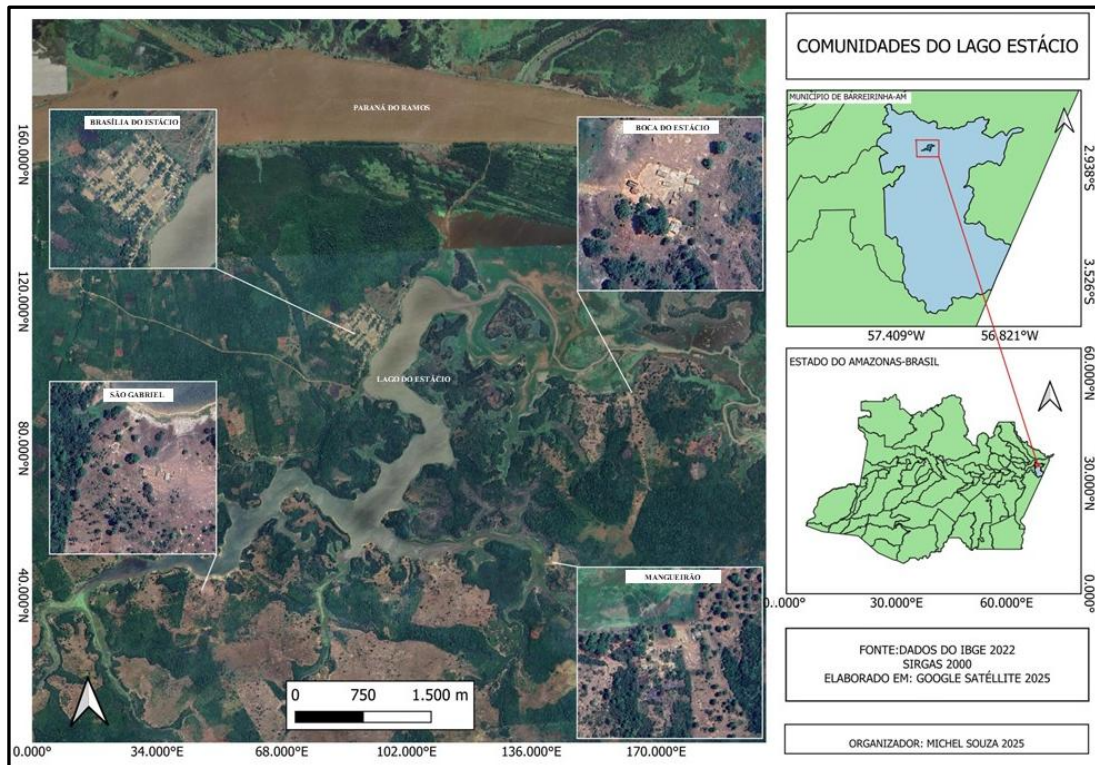 COMUNIDADES DO LAGO ESTÁCIO
PARANÁ DO RAMOS
BRASÍLIA DO ESTÁCIO
BOCA DO ESTÁCIO
LAGO DO ESTÁCIO
SÃO GABRIEL
MANGUEIRÃO
0 750 1.500 m
160.000°N
120.000°N
80.000°N
40.000°N
0.000° 34.000°E 68.000°E 102.000°E 136.000°E 170.000°E
MUNICÍPIO DE BARREIRINHA-AM
2.938°S
3.526°S
57.409°W 56.821°W
ESTADO DO AMAZONAS-BRASIL
60.000°N
30.000°N
0.000°
0.000° 30.000°E 60.000°E
FONTE:DADOS DO IBGE 2022
SIRGAS 2000
ELABORADO EM: GOOGLE SATÉLLITE 2025
ORGANIZADOR: MICHEL SOUZA 2025